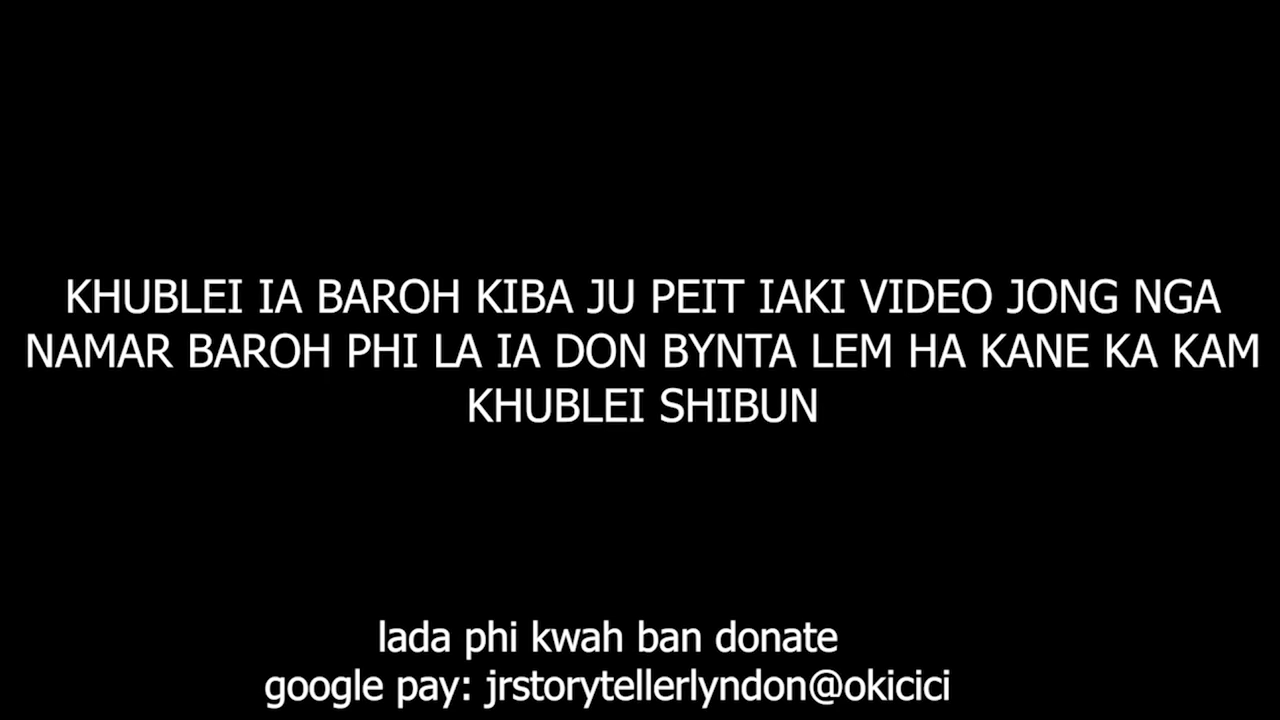 KHUBLEI IA BAROH KIBA JU PEIT IAKI VIDEO JONG NGA
NAMAR BAROH PHI LA IA DON BYNTA LEM HA KANE KA KAM
KHUBLEI SHIBUN
lada phi kwah ban donate
google pay: jrstorytellerlyndon@okicici